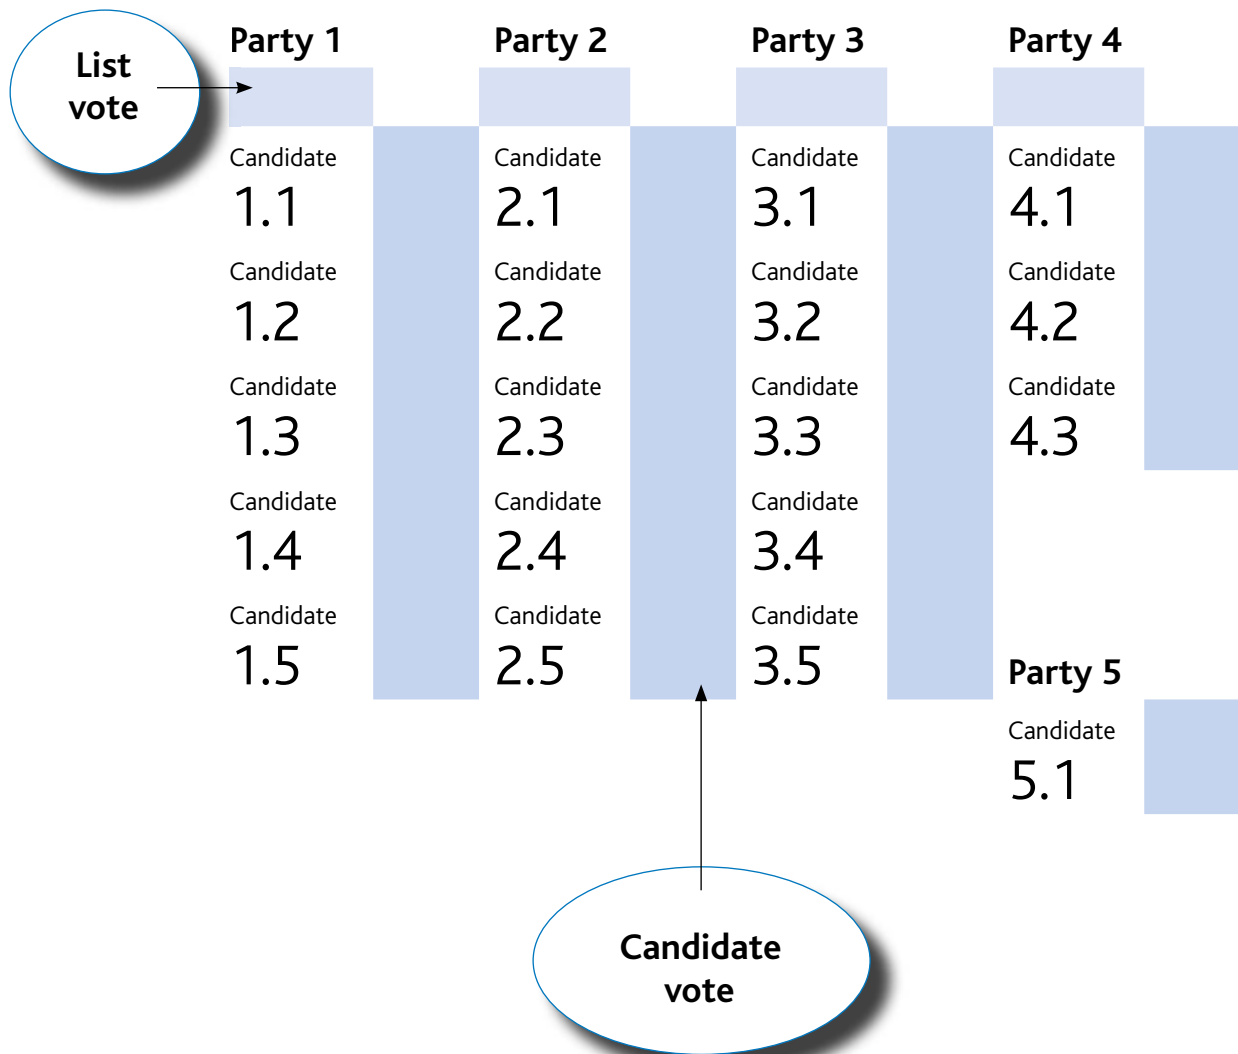 List
vote
Party 1
Candidate
1.1
Candidate
1.2
Candidate
1.3
Candidate
1.4
Candidate
1.5
Party 2
Candidate
2.1
Candidate
2.2
Candidate
2.3
Candidate
2.4
Candidate
2.5
Party 3
Candidate
3.1
Candidate
3.2
Candidate
3.3
Candidate
3.4
Candidate
3.5
Party 4
Candidate
4.1
Candidate
4.2
Candidate
4.3
Party 5
Candidate
5.1
Candidate
vote